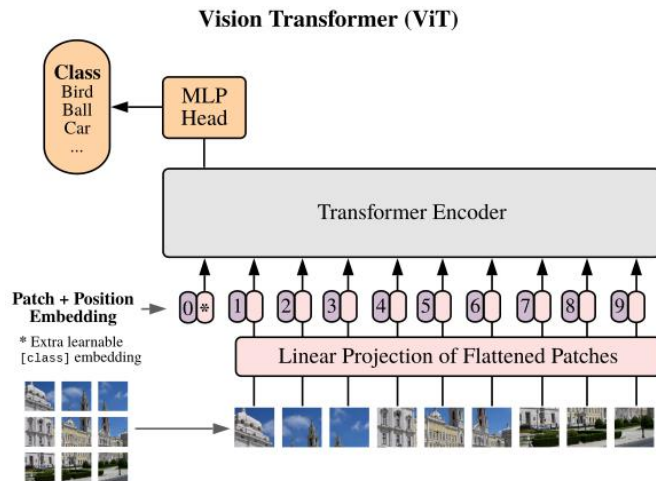 Vision Transformer (ViT)
Class
Bird
Ball
Car
...
MLP
Head
Transformer Encoder
Patch + Position
Embedding
0 * 1 2 3 4 5 6 7 8 9
* Extra learnable
[class] embedding
Linear Projection of Flattened Patches